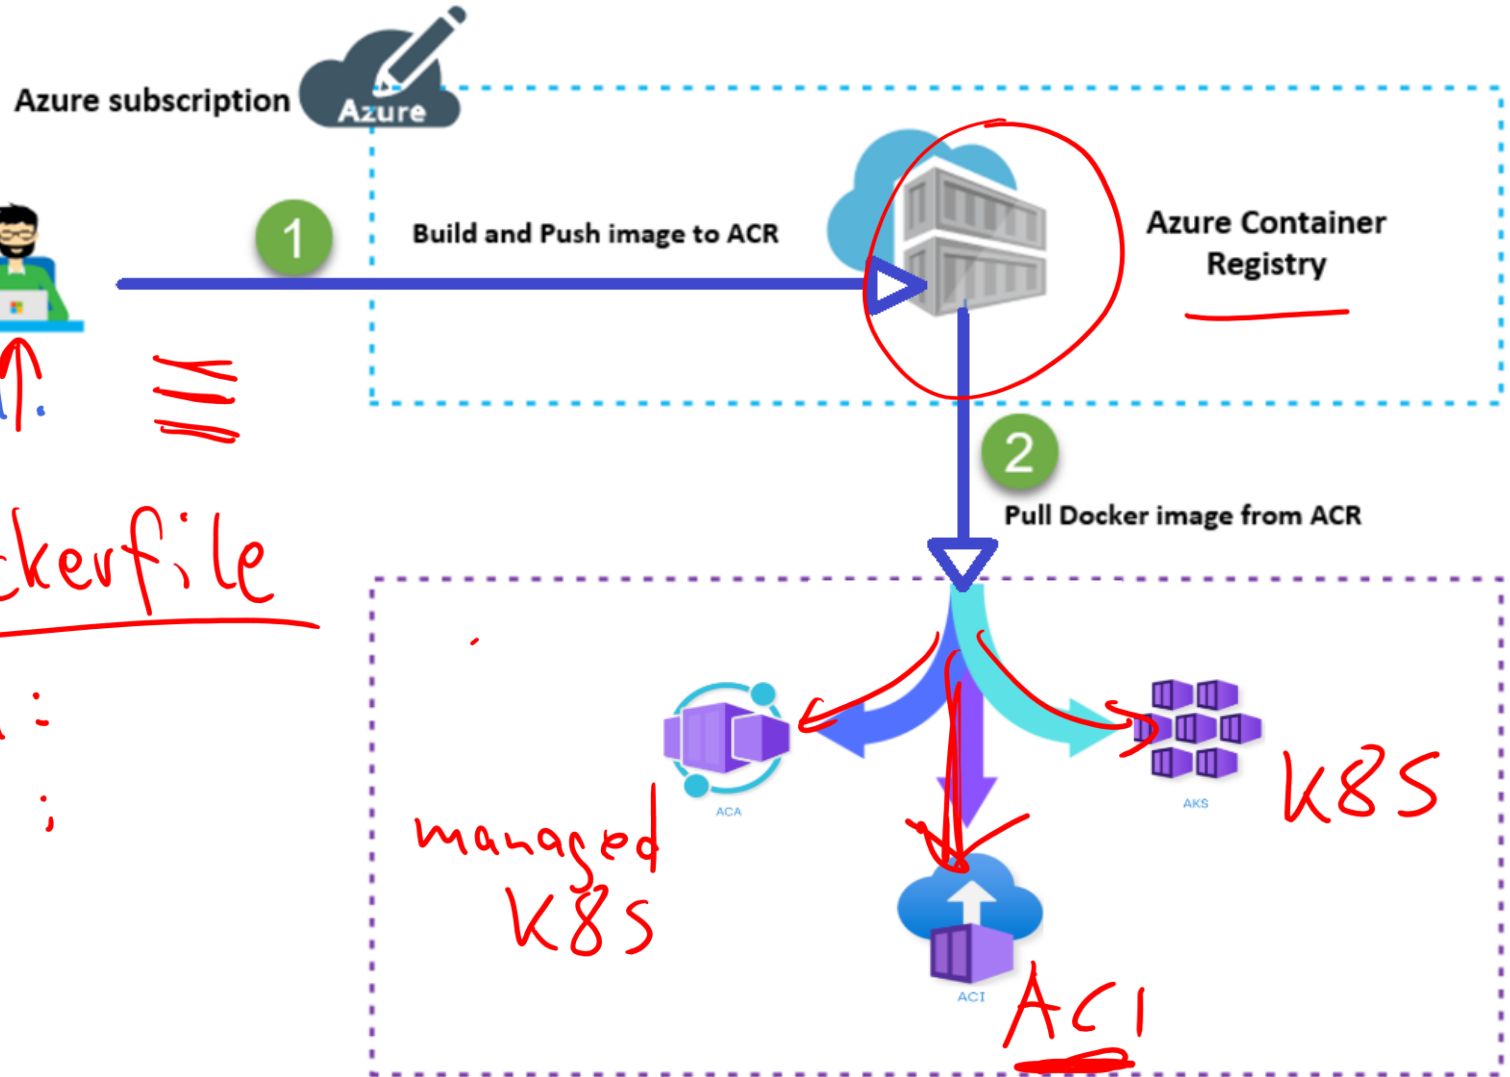 Azure subscription
Azure
1
Build and Push image to ACR
Azure Container
Registry
2
Pull Docker image from ACR
ckerfile
ACA
AKS
K8S
managed
K8S
ACI
ACI